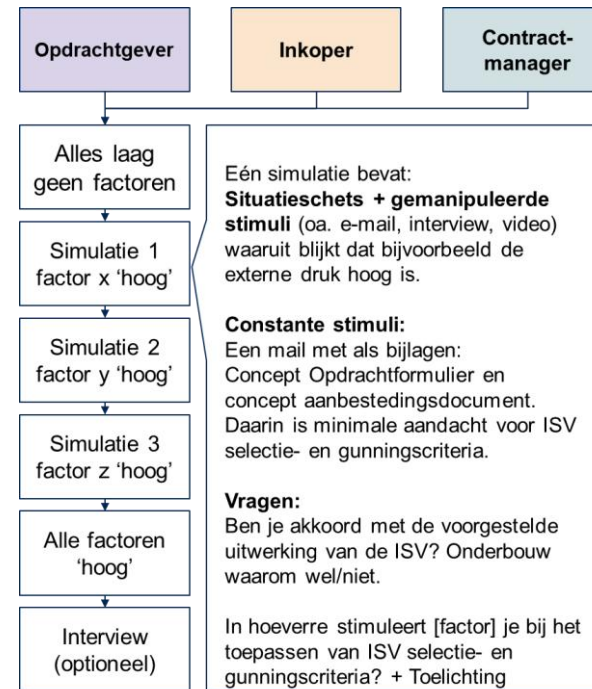 Opdrachtgever
Inkoper
Contract-
manager
Alles laag
geen factoren
Simulatie 1
factor x ‘hoog’
Simulatie 2
factor y ‘hoog’
Simulatie 3
factor z ‘hoog’
Alle factoren
‘hoog’
Interview
(optioneel)
Eén simulatie bevat:
Situatieschets + gemanipuleerde
stimuli (oa. e-mail, interview, video)
waaruit blijkt dat bijvoorbeeld de
externe druk hoog is.
Constante stimuli:
Een mail met als bijlagen:
Concept Opdrachtformulier en
concept aanbestedingsdocument.
Daarin is minimale aandacht voor ISV
selectie- en gunningscriteria.
Vragen:
Ben je akkoord met de voorgestelde
uitwerking van de ISV? Onderbouw
waarom wel/niet.
In hoeverre stimuleert [factor] je bij het
toepassen van ISV selectie- en
gunningscriteria? + Toelichting